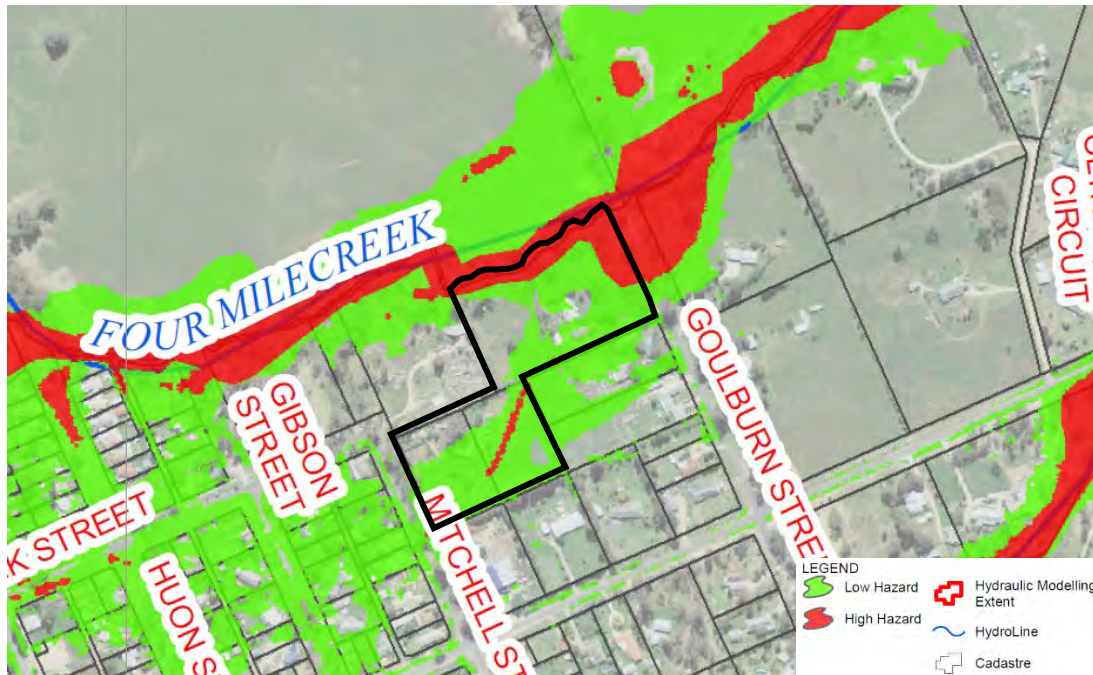 FOUR MILECREEK
GIBSON
STREET
K STREET
HUON S
MITCHELL ST
GOULBURN STREE
CIRCUIT
LEGEND
Low Hazard
High Hazard
Hydraulic Modelling
Extent
HydroLine
Cadastre